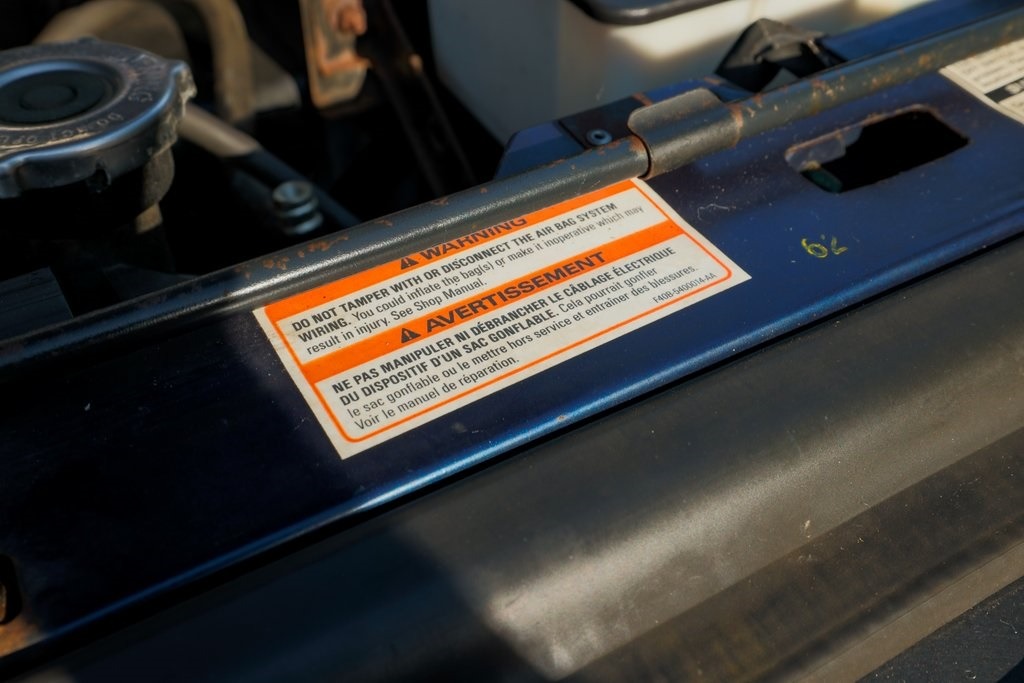 WARNING
DO NOT TAMPER WITH OR DISCONNECT THE AIR BAG SYSTEM
WIRING. You could inflate the bag(s) or make it inoperative which may
result in injury. See Shop Manual.
AVERTISSEMENT
NE PAS MANIPULER NI DÉBRANCHER LE CÂBLAGE ÉLECTRIQUE
DU DISPOSITIF D'UN SAC GONFLABLE. Cela pourrait gonfler
le sac gonflable ou le mettre hors service et entraîner des blessures.
Voir le manuel de réparation.
F40B-5400014-AA